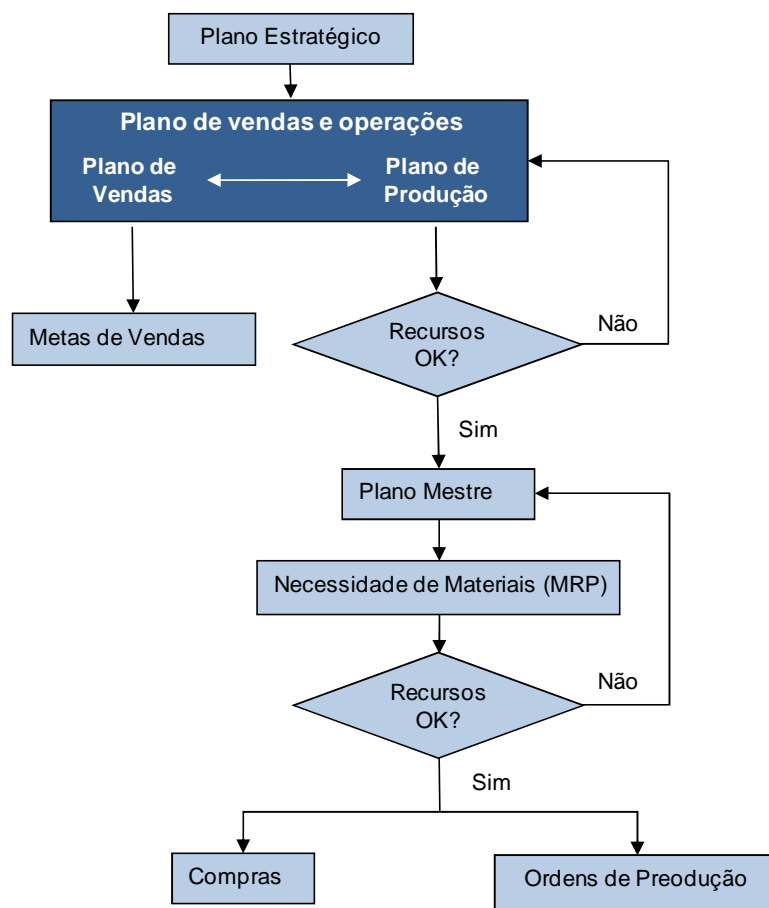 Plano Estratégico
Plano de vendas e operações
Plano de
Vendas
Plano de
Produção
Metas de Vendas
Recursos
OK?
Não
Sim
Plano Mestre
Necessidade de Materiais (MRP)
Recursos
OK?
Não
Sim
Compras
Ordens de Preodução